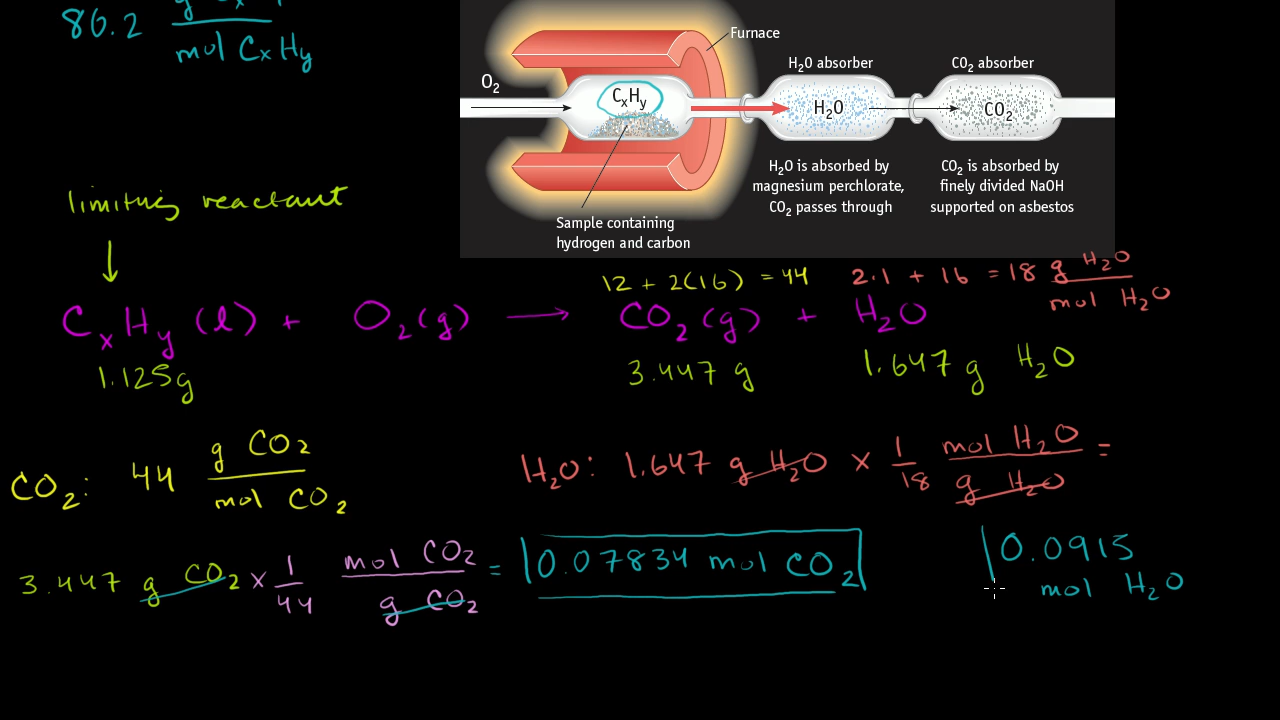 86.2
mol CxHy
Furnace
H₂O absorber
CO₂ absorber
O₂
CxHy
H₂O
CO₂
H₂O is absorbed by
magnesium perchlorate,
CO₂ passes through
CO₂ is absorbed by
finely divided NaOH
supported on asbestos
Sample containing
hydrogen and carbon
limiting reactant
12 + 2(16) = 44
2·1 + 16 = 18 g H₂O
mol H₂O
CxHy (l) + O₂(g) → CO₂(g) + H₂O
1.125g
3.447 g
1.647 g H₂O
CO₂: 44 g CO₂
mol CO₂
H₂O: 1.647 g H₂O × 1/18 mol H₂O =
g H₂O
3.447 g CO₂ × 1/44 mol CO₂ = 0.07834 mol CO₂
g CO₂
0.0915
mol H₂O